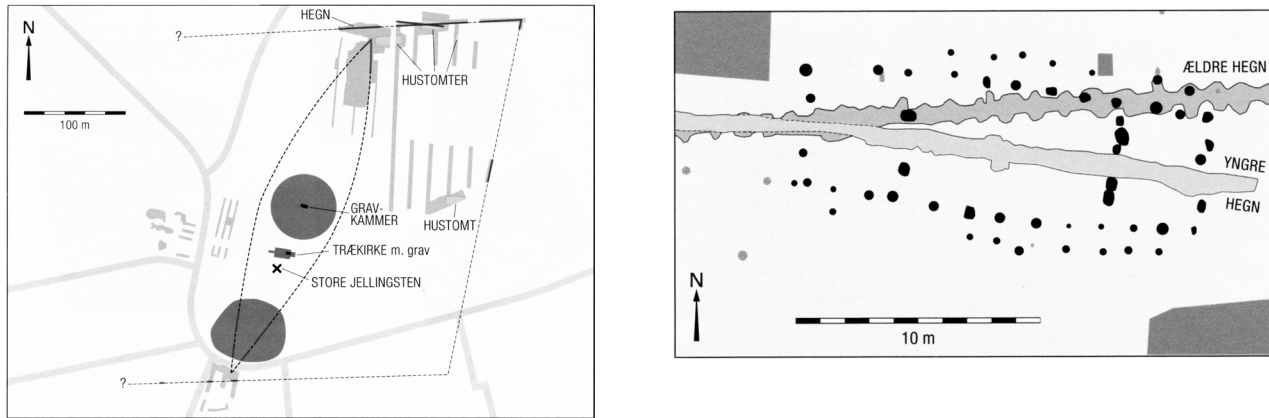 HEGN
?
N
HUSTOMTER
100 m
GRAV-
KAMMER
HUSTOMT
TRÆKIRKE m. grav
STORE JELLINGSTEN
?
ÆLDRE HEGN
YNGRE
HEGN
N
10 m